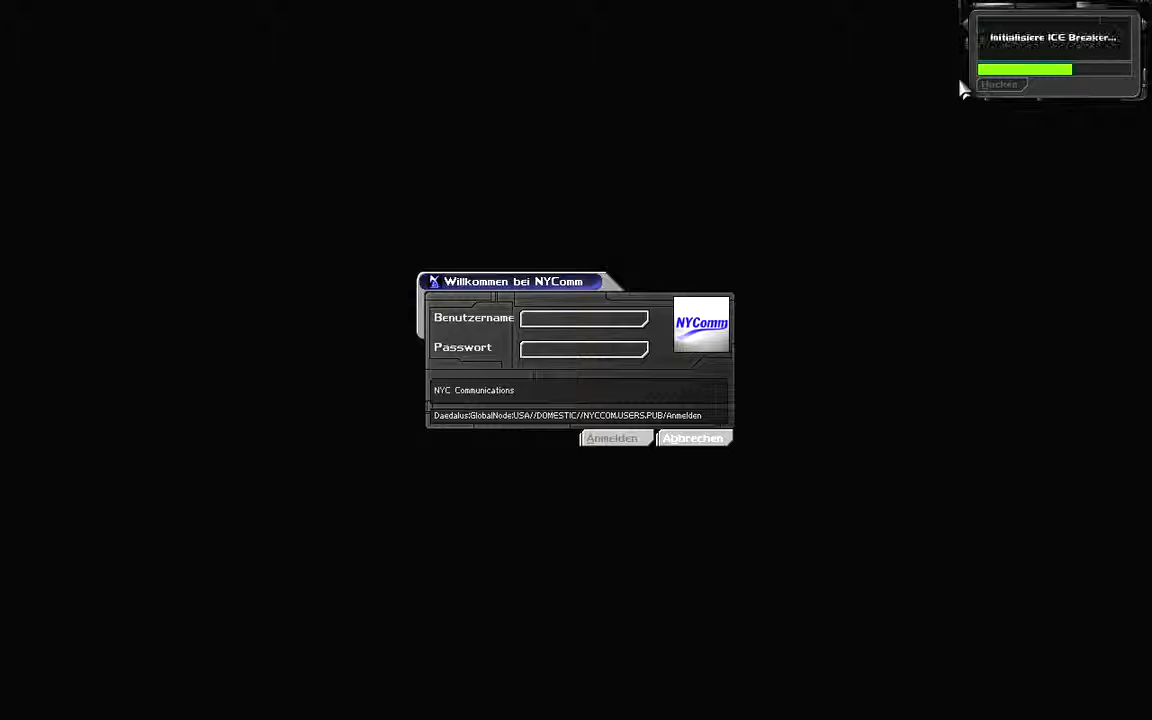 Initialisiere ICE Breaker...
Hacken
Willkommen bei NYComm
Benutzername
NYComm
Passwort
NYC Communications
Daedalus:GlobalNode:USA//DOMESTIC//NYCCOM.USERS.PUB/Anmelden
Anmelden Abbrechen